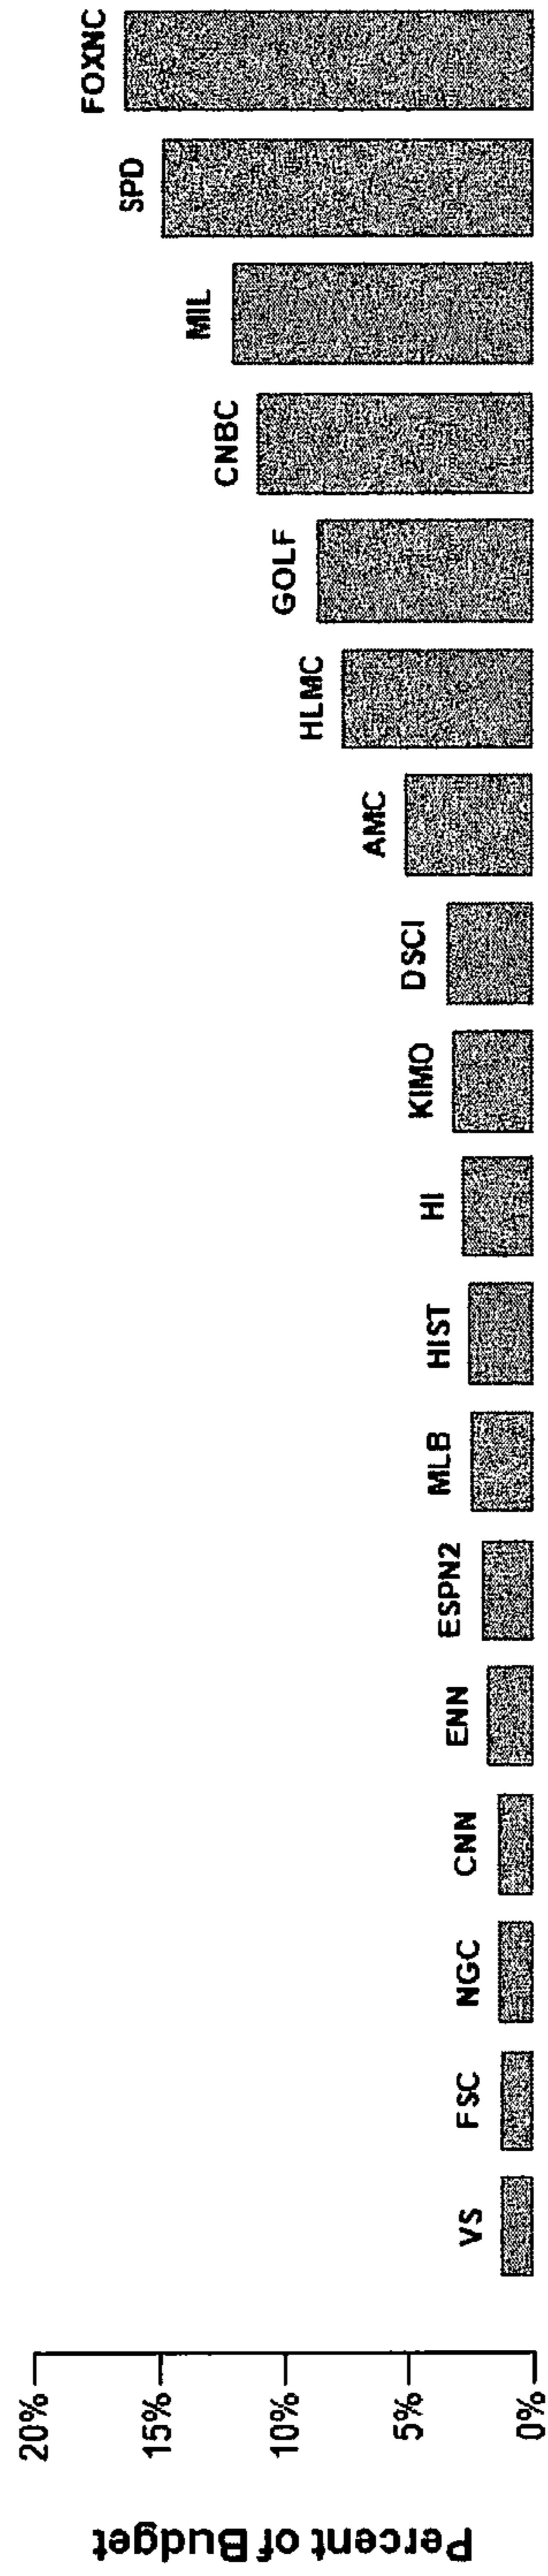 Percent of Budget
20%
15%
10%
5%
0%
VS
FSC
NGC
CNN
ENN
ESPN2
MLB
HIST
HI
KIMO
DSCI
AMC
HLMC
GOLF
CNBC
MIL
SPD
FOXNC